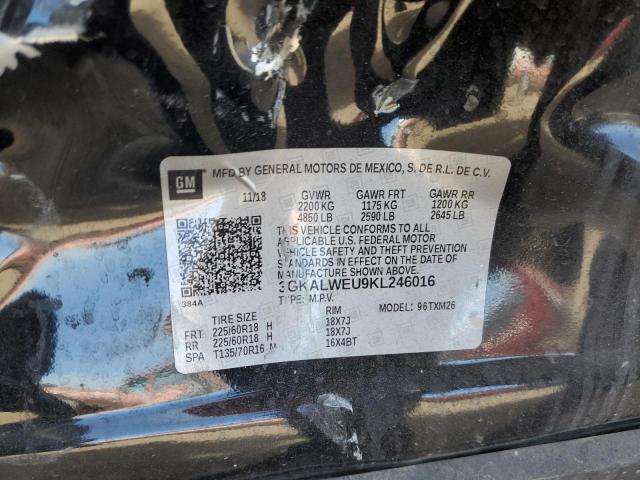 GM MFD BY GENERAL MOTORS DE MEXICO, S. DE R.L. DE C.V.
11/18 GVWR GAWR FRT GAWR RR
2200 KG 1175 KG 1200 KG
4850 LB 2590 LB 2645 LB
THIS VEHICLE CONFORMS TO ALL
APPLICABLE U.S. FEDERAL MOTOR
VEHICLE SAFETY AND THEFT PREVENTION
STANDARDS IN EFFECT ON THE DATE OF
MANUFACTURE SHOWN ABOVE.
3GKALWEU9KL246016
384A TYPE: M.P.V. MODEL: 96TXM26
TIRE SIZE RIM
FRT 225/60R18 H 18X7J
RR 225/60R18 H 18X7J
SPA T135/70R16 M 16X4BT